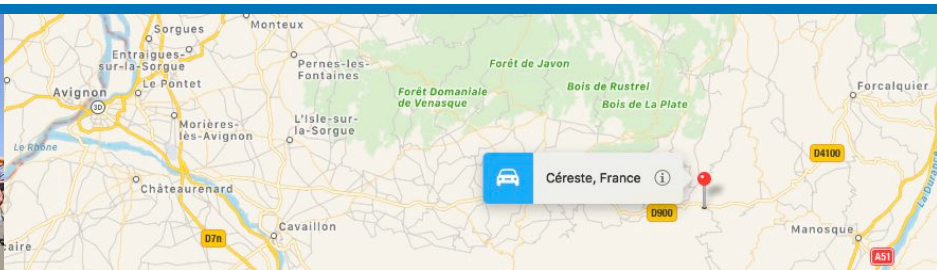 Sorgues
Monteux
Entraigues-
sur-la-Sorgue
Pernes-les-
Fontaines
Forêt de Javon
Le Pontet
Avignon
3D
Forêt Domaniale
de Venasque
Bois de Rustrel
Bois de La Plate
Forcalquier
Morières-
lès-Avignon
L'Isle-sur-
la-Sorgue
Le Rhône
D4100
Céreste, France
Châteaurenard
D900
La Durance
Cavaillon
Manosque
D7n
caire
A51